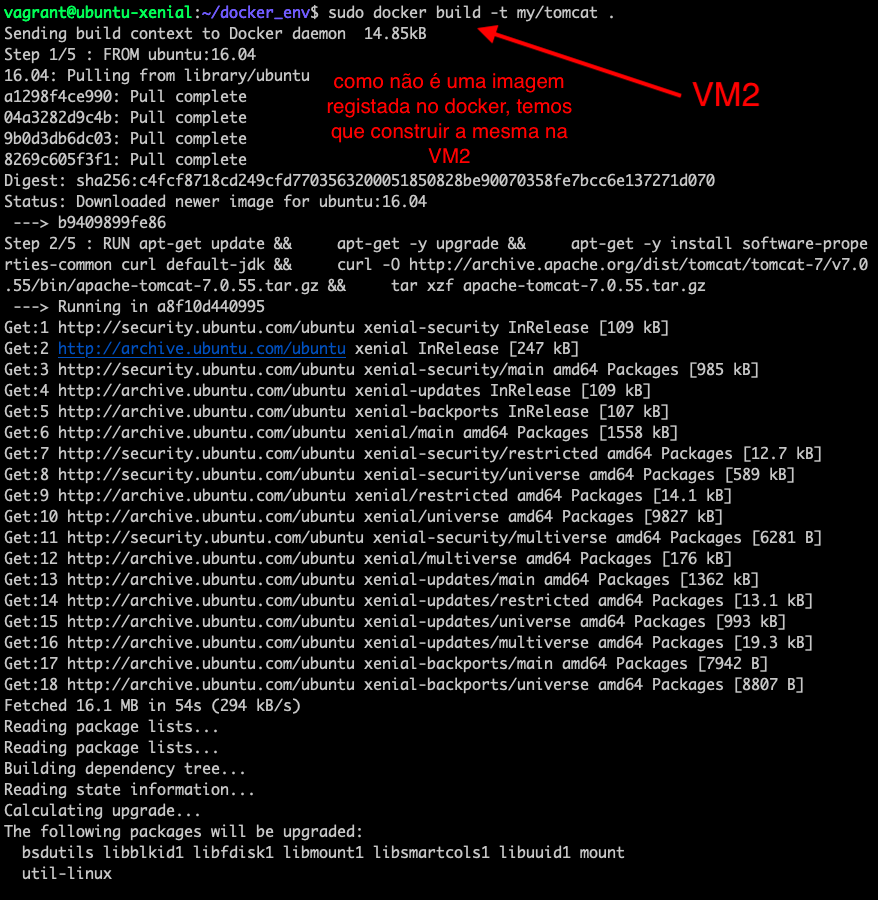 vagrant@ubuntu-xenial:~/docker_env$ sudo docker build -t my/tomcat .
Sending build context to Docker daemon  14.85kB
Step 1/5 : FROM ubuntu:16.04
16.04: Pulling from library/ubuntu
a1298f4ce990: Pull complete
04a3282d9c4b: Pull complete
9b0d3db6dc03: Pull complete
8269c605f3f1: Pull complete
como não é uma imagem
registada no docker, temos
que construir a mesma na
VM2
VM2
Digest: sha256:c4fcf8718cd249cfd7703563200051850828be90070358fe7bcc6e137271d070
Status: Downloaded newer image for ubuntu:16.04
 ---> b9409899fe86
Step 2/5 : RUN apt-get update &&     apt-get -y upgrade &&     apt-get -y install software-prope
rties-common curl default-jdk &&     curl -O http://archive.apache.org/dist/tomcat/tomcat-7/v7.0
.55/bin/apache-tomcat-7.0.55.tar.gz &&     tar xzf apache-tomcat-7.0.55.tar.gz
 ---> Running in a8f10d440995
Get:1 http://security.ubuntu.com/ubuntu xenial-security InRelease [109 kB]
Get:2 http://archive.ubuntu.com/ubuntu xenial InRelease [247 kB]
Get:3 http://security.ubuntu.com/ubuntu xenial-security/main amd64 Packages [985 kB]
Get:4 http://archive.ubuntu.com/ubuntu xenial-updates InRelease [109 kB]
Get:5 http://archive.ubuntu.com/ubuntu xenial-backports InRelease [107 kB]
Get:6 http://archive.ubuntu.com/ubuntu xenial/main amd64 Packages [1558 kB]
Get:7 http://security.ubuntu.com/ubuntu xenial-security/restricted amd64 Packages [12.7 kB]
Get:8 http://security.ubuntu.com/ubuntu xenial-security/universe amd64 Packages [589 kB]
Get:9 http://archive.ubuntu.com/ubuntu xenial/restricted amd64 Packages [14.1 kB]
Get:10 http://archive.ubuntu.com/ubuntu xenial/universe amd64 Packages [9827 kB]
Get:11 http://security.ubuntu.com/ubuntu xenial-security/multiverse amd64 Packages [6281 B]
Get:12 http://archive.ubuntu.com/ubuntu xenial/multiverse amd64 Packages [176 kB]
Get:13 http://archive.ubuntu.com/ubuntu xenial-updates/main amd64 Packages [1362 kB]
Get:14 http://archive.ubuntu.com/ubuntu xenial-updates/restricted amd64 Packages [13.1 kB]
Get:15 http://archive.ubuntu.com/ubuntu xenial-updates/universe amd64 Packages [993 kB]
Get:16 http://archive.ubuntu.com/ubuntu xenial-updates/multiverse amd64 Packages [19.3 kB]
Get:17 http://archive.ubuntu.com/ubuntu xenial-backports/main amd64 Packages [7942 B]
Get:18 http://archive.ubuntu.com/ubuntu xenial-backports/universe amd64 Packages [8807 B]
Fetched 16.1 MB in 54s (294 kB/s)
Reading package lists...
Reading package lists...
Building dependency tree...
Reading state information...
Calculating upgrade...
The following packages will be upgraded:
  bsdutils libblkid1 libfdisk1 libmount1 libsmartcols1 libuuid1 mount
  util-linux